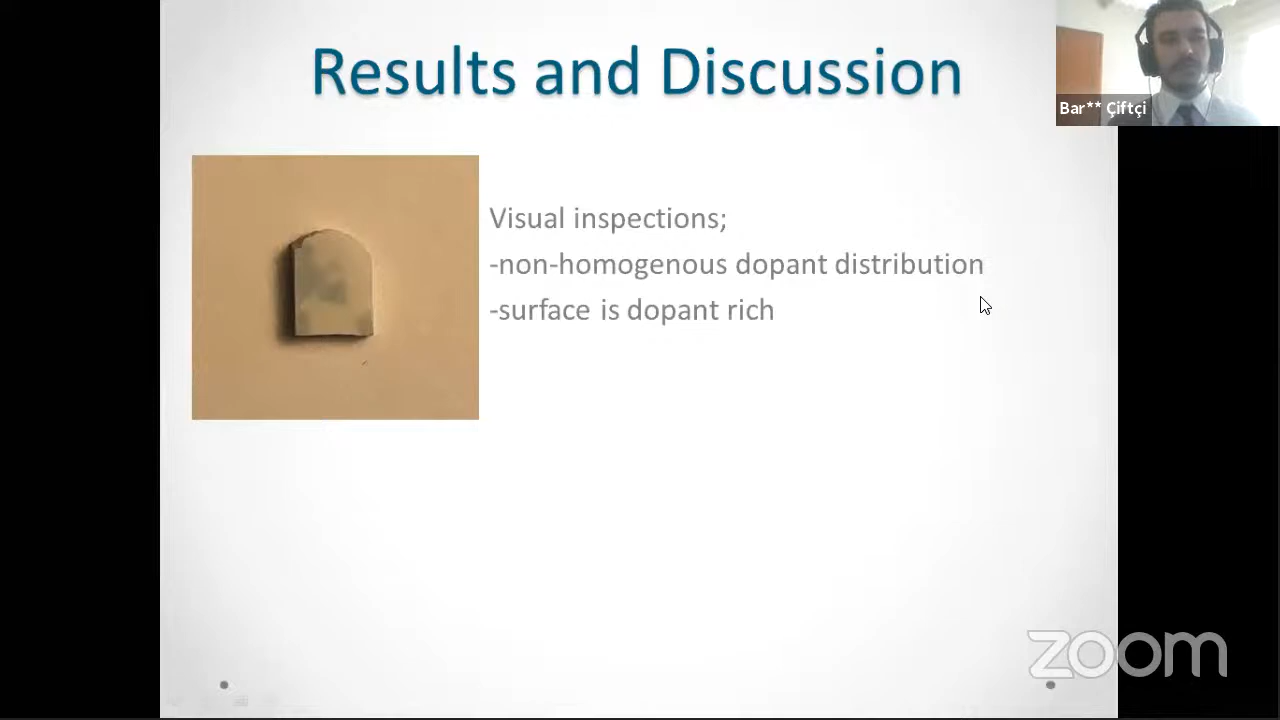 Results and Discussion
Bar** Çiftçi
Visual inspections;
-non-homogenous dopant distribution
-surface is dopant rich
zoom